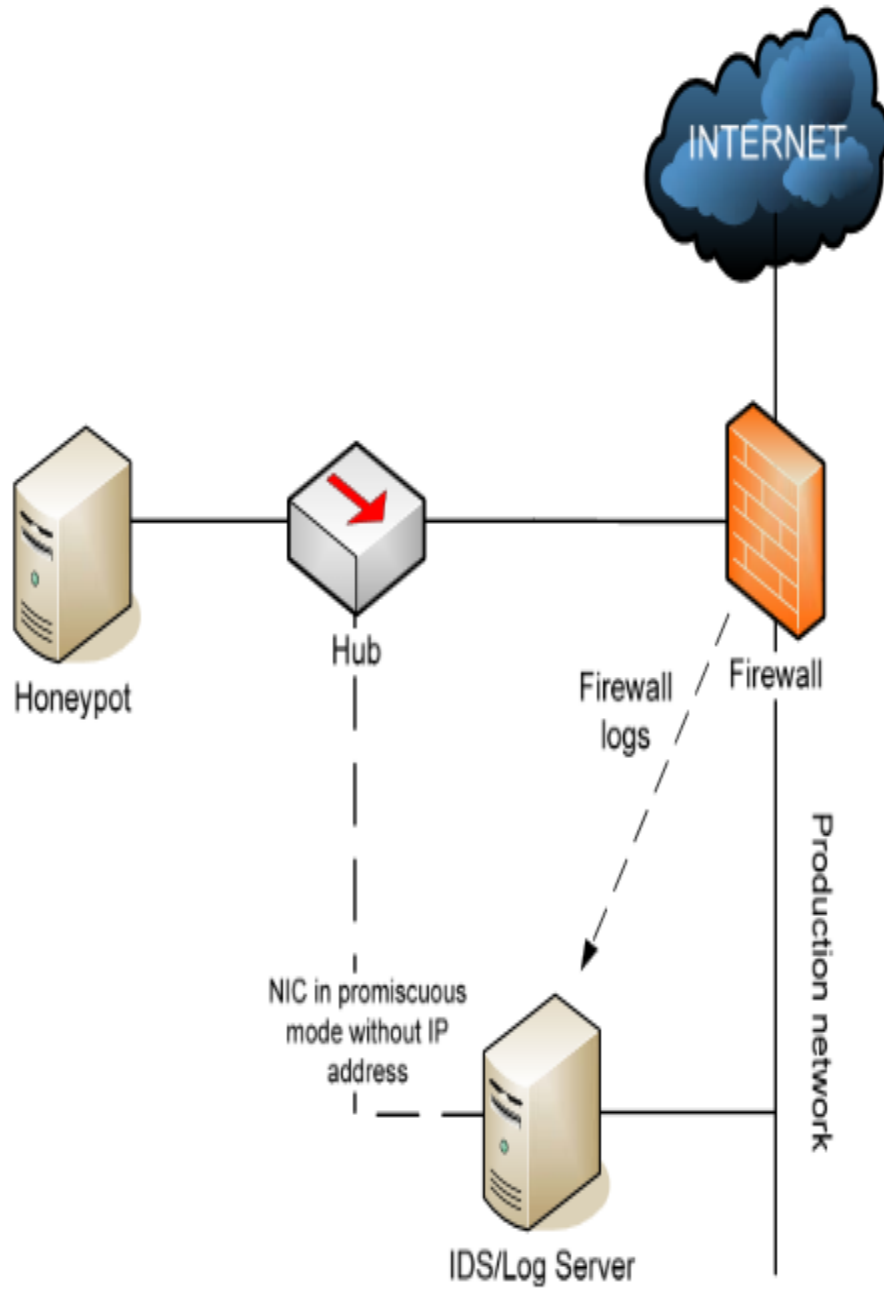 INTERNET
Hub
Honeypot
Firewall
Firewall
logs
Production network
NIC in promiscuous
mode without IP
address
IDS/Log Server